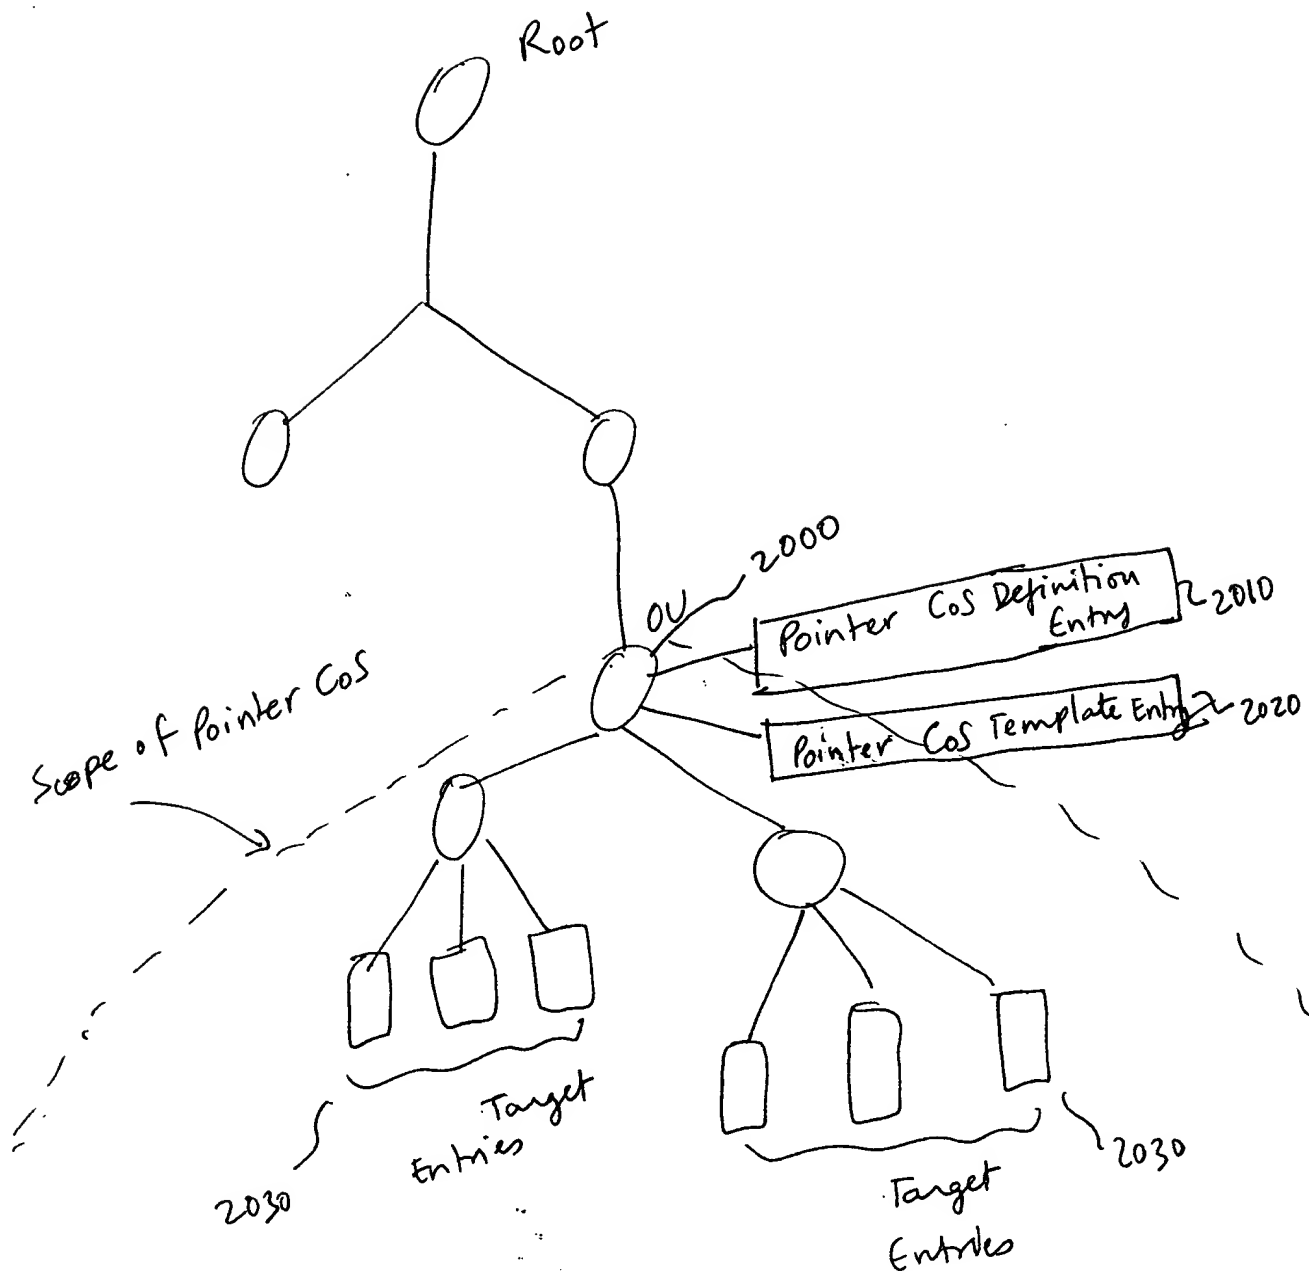 Root
2000
OU
Pointer CoS Definition
Entry
2010
Pointer CoS Template Entry
2020
Scope of Pointer CoS
Target
Entries
2030
2030
Target
Entries